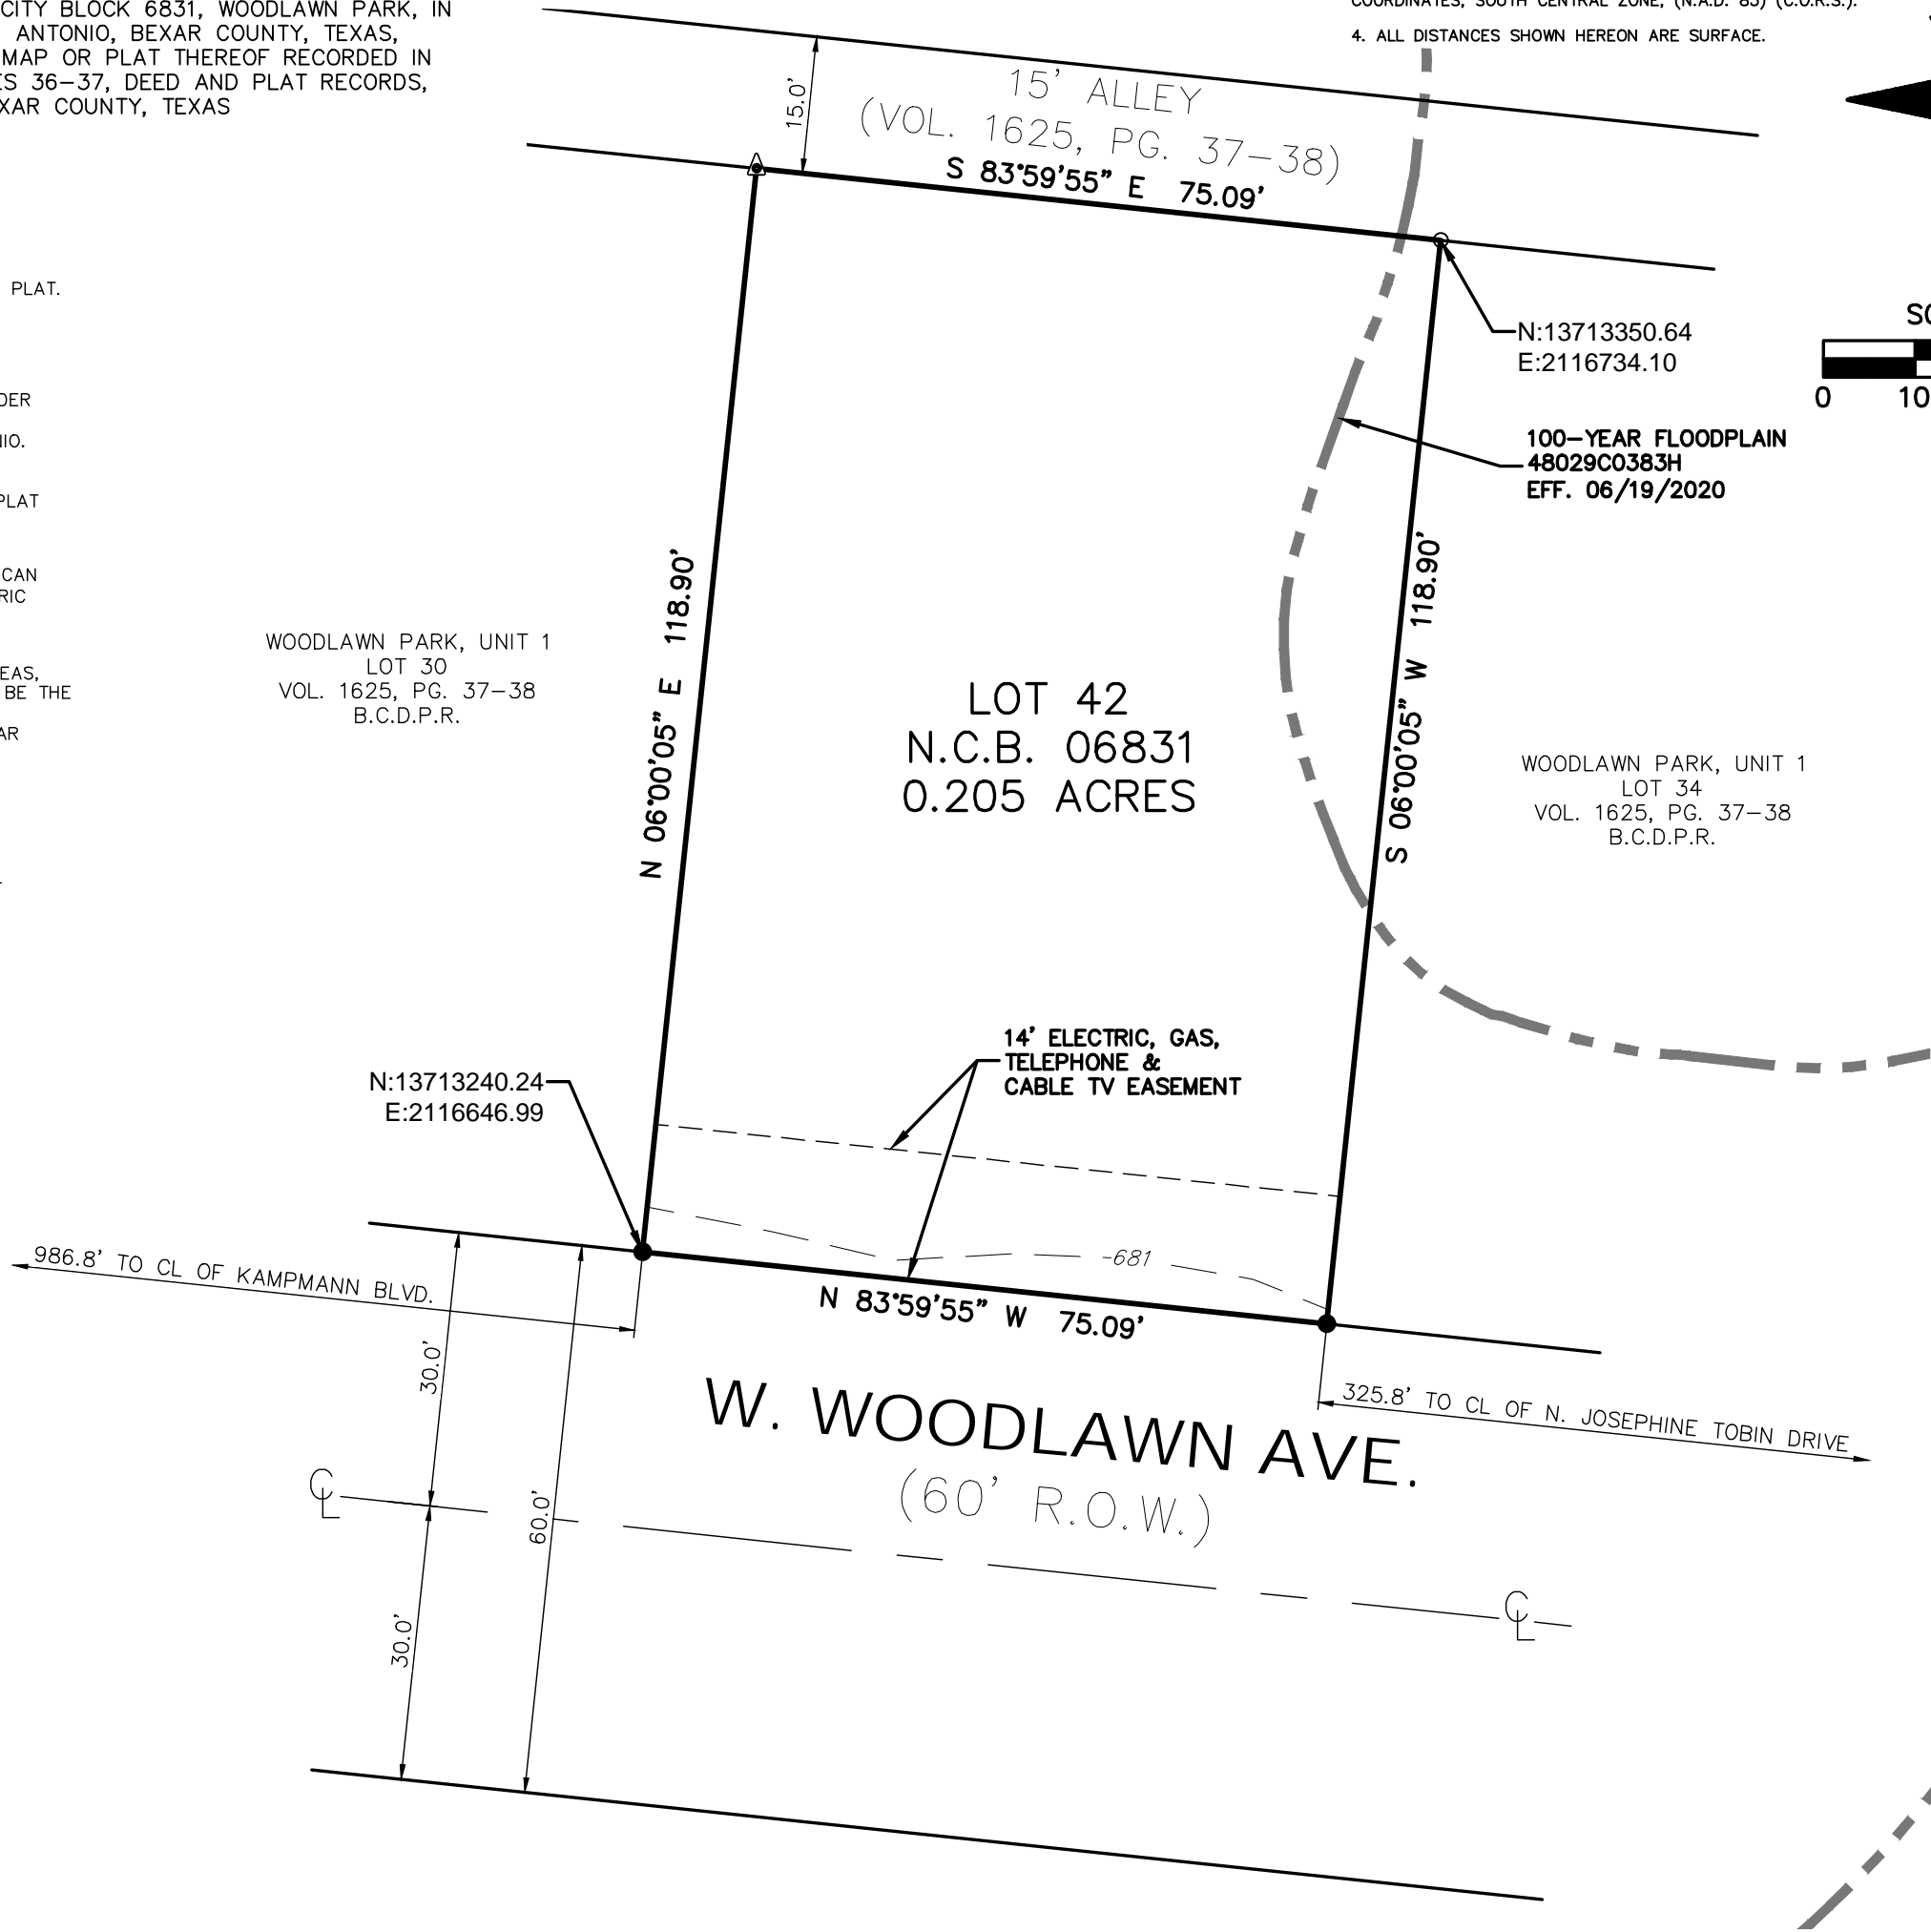 CITY BLOCK 6831, WOODLAWN PARK, IN
ANTONIO, BEXAR COUNTY, TEXAS,
MAP OR PLAT THEREOF RECORDED IN
36–37, DEED AND PLAT RECORDS,
COUNTY, TEXAS
COORDINATES, SOUTH CENTRAL ZONE, (N.A.D. 83) (C.O.R.S.).
4. ALL DISTANCES SHOWN HEREON ARE SURFACE.
15.0'
15' ALLEY
(VOL. 1625, PG. 37–38)
S 83°59'55" E 75.09'
PLAT.
N:13713350.64
E:2116734.10
0 10
100–YEAR FLOODPLAIN
48029C0383H
EFF. 06/19/2020
PLAT
CAN
BE THE
N 06°00'05" E 118.90'
S 06°00'05" W 118.90'
WOODLAWN PARK, UNIT 1
LOT 30
VOL. 1625, PG. 37–38
B.C.D.P.R.
LOT 42
N.C.B. 06831
0.205 ACRES
WOODLAWN PARK, UNIT 1
LOT 34
VOL. 1625, PG. 37–38
B.C.D.P.R.
14' ELECTRIC, GAS,
TELEPHONE &
CABLE TV EASEMENT
N:13713240.24
E:2116646.99
-681
986.8' TO CL OF KAMPMANN BLVD.
N 83°59'55" W 75.09'
30.0'
W. WOODLAWN AVE.
(60' R.O.W.)
325.8' TO CL OF N. JOSEPHINE TOBIN DRIVE
CL
60.0'
30.0'
CL